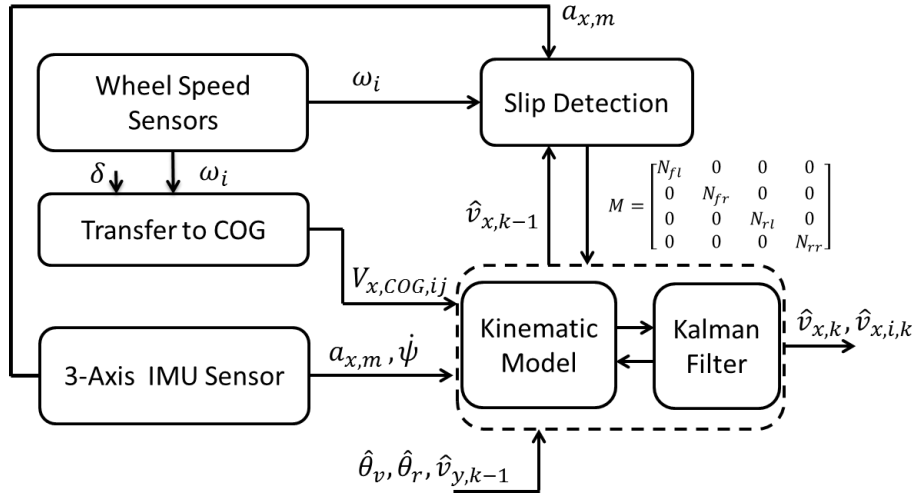 a_{x,m}
Wheel Speed
Sensors
ω_i
Slip Detection
δ
ω_i
Transfer to COG
v̂_{x,k−1}
M = [N_{fl} 0 0 0
0 N_{fr} 0 0
0 0 N_{rl} 0
0 0 0 N_{rr}]
V_{x,COG,ij}
3-Axis IMU Sensor
a_{x,m}, ψ̇
Kinematic
Model
Kalman
Filter
v̂_{x,k}, v̂_{x,i,k}
θ̂_v, θ̂_r, v̂_{y,k−1}